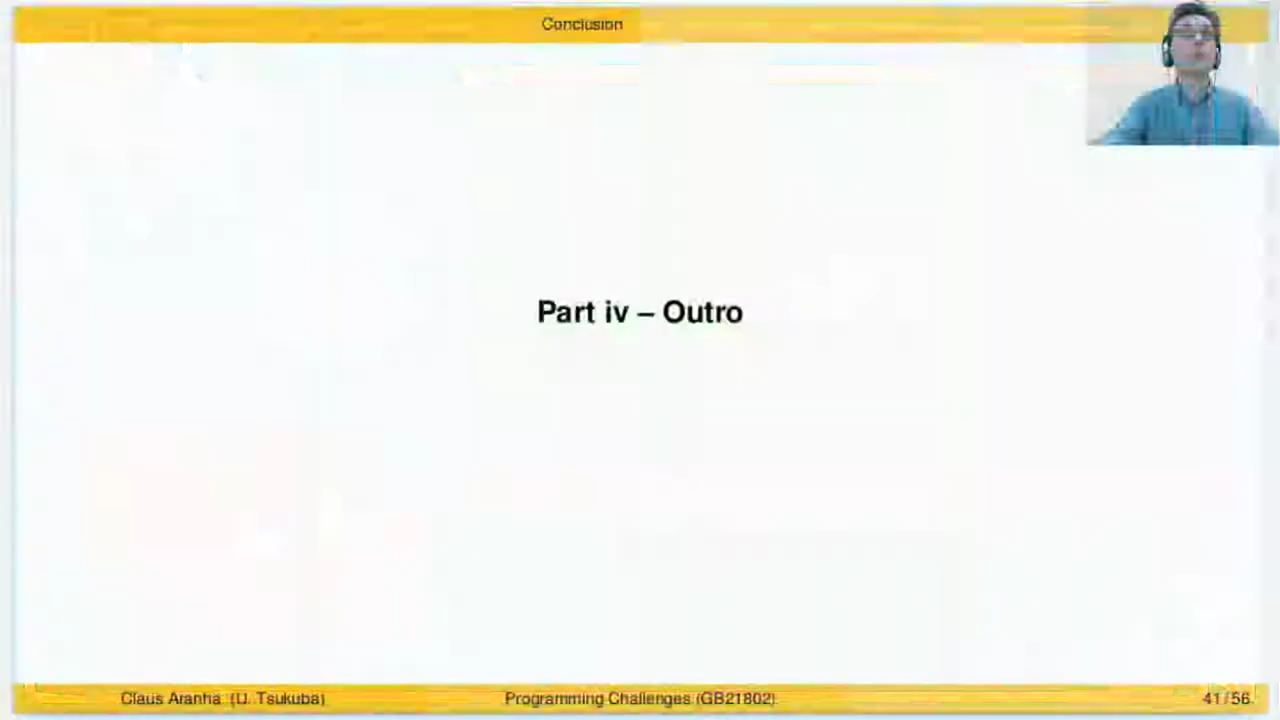 Conclusion
Part iv – Outro
Claus Aranha (U. Tsukuba)
Programming Challenges (GB21802)
41 / 56